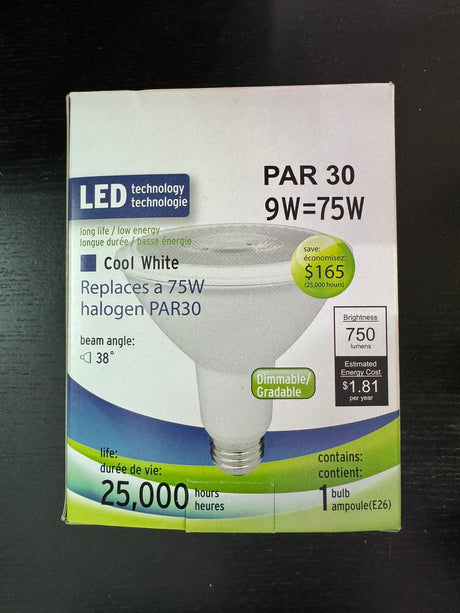 PAR 30
9W=75W
LED technology
technologie
long life / low energy
longue durée / basse énergie
Cool White
Replaces a 75W
halogen PAR30
beam angle:
38°
save:
économisez:
$165
(25,000 hours)
Brightness
750
lumens
Estimated
Energy Cost
$1.81
per year
Dimmable/
Gradable
life:
durée de vie:
25,000 hours
heures
contains:
contient:
1 bulb
ampoule(E26)